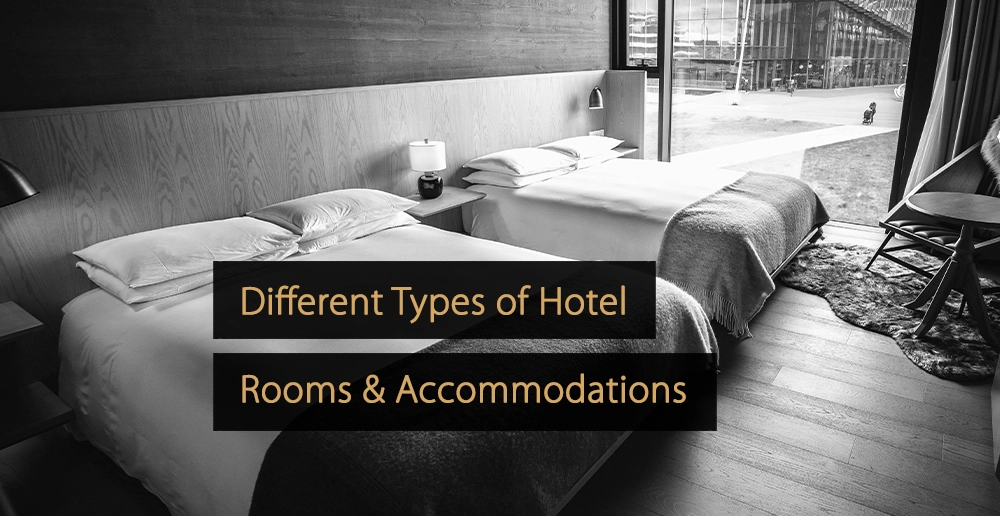 Different Types of Hotel
Rooms & Accommodations